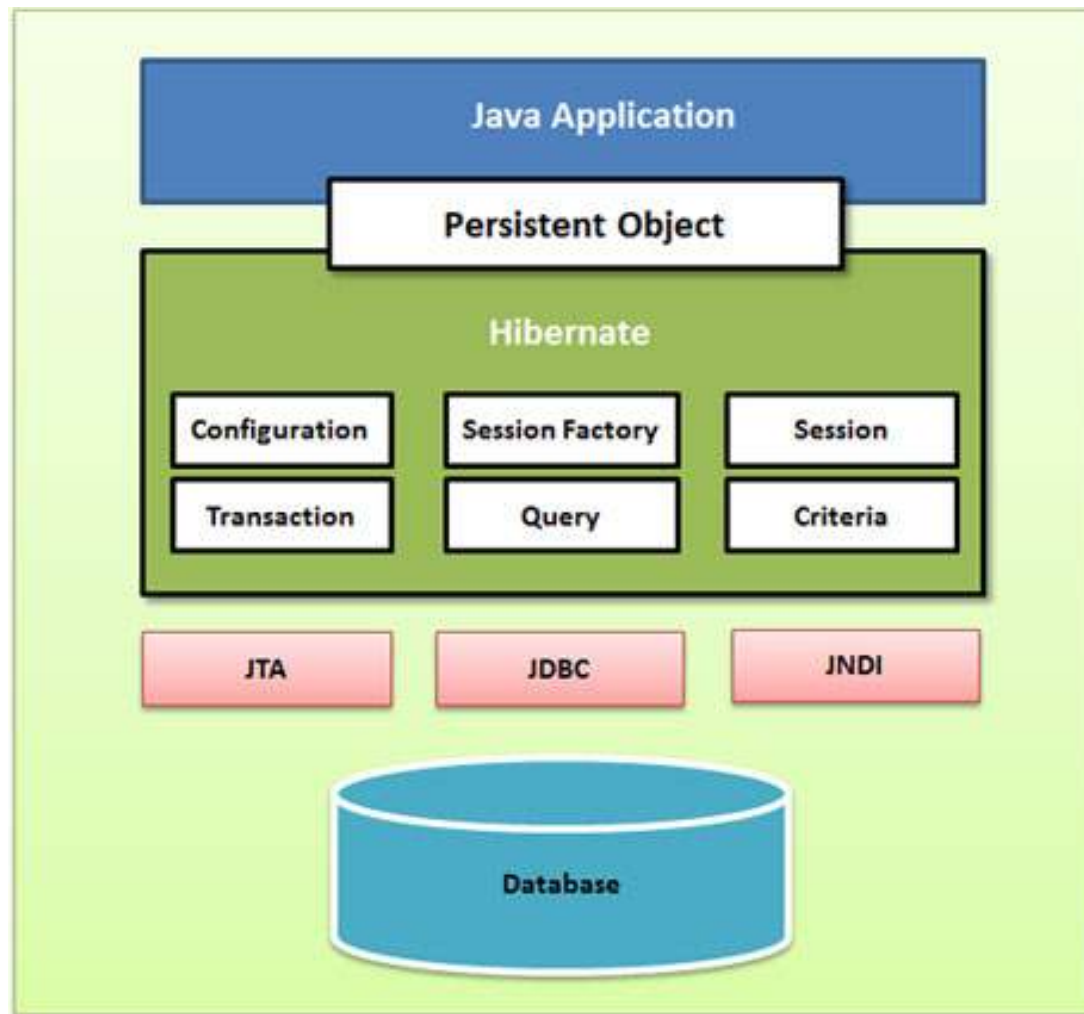 Java Application
Persistent Object
Hibernate
Configuration
Session Factory
Session
Transaction
Query
Criteria
JTA
JDBC
JNDI
Database